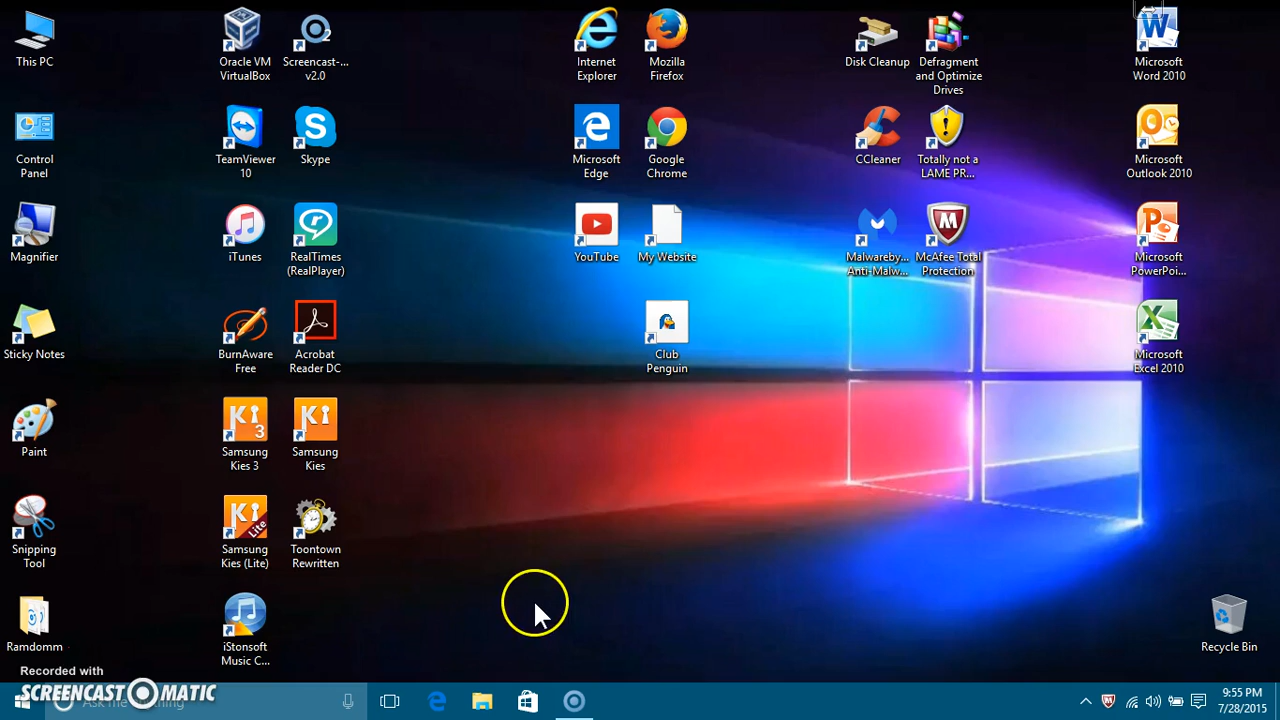 This PC
Oracle VM
VirtualBox
Screencast-...
v2.0
Internet
Explorer
Mozilla
Firefox
Disk Cleanup
Defragment
and Optimize
Drives
Microsoft
Word 2010
Control
Panel
TeamViewer
10
Skype
Microsoft
Edge
Google
Chrome
CCleaner
Totally not a
LAME PR...
Microsoft
Outlook 2010
Magnifier
iTunes
RealTimes
(RealPlayer)
YouTube
My Website
Malwareby...
Anti-Malw...
McAfee Total
Protection
Microsoft
PowerPoi...
Sticky Notes
BurnAware
Free
Acrobat
Reader DC
Club
Penguin
Microsoft
Excel 2010
Paint
Ki 3
Samsung
Kies 3
Ki
Samsung
Kies
Snipping
Tool
Ki Lite
Samsung
Kies (Lite)
Toontown
Rewritten
Ramdomm
iStonsoft
Music C...
Recycle Bin
Recorded with
SCREENCAST-O-MATIC
Ask me anything
9:55 PM
7/28/2015